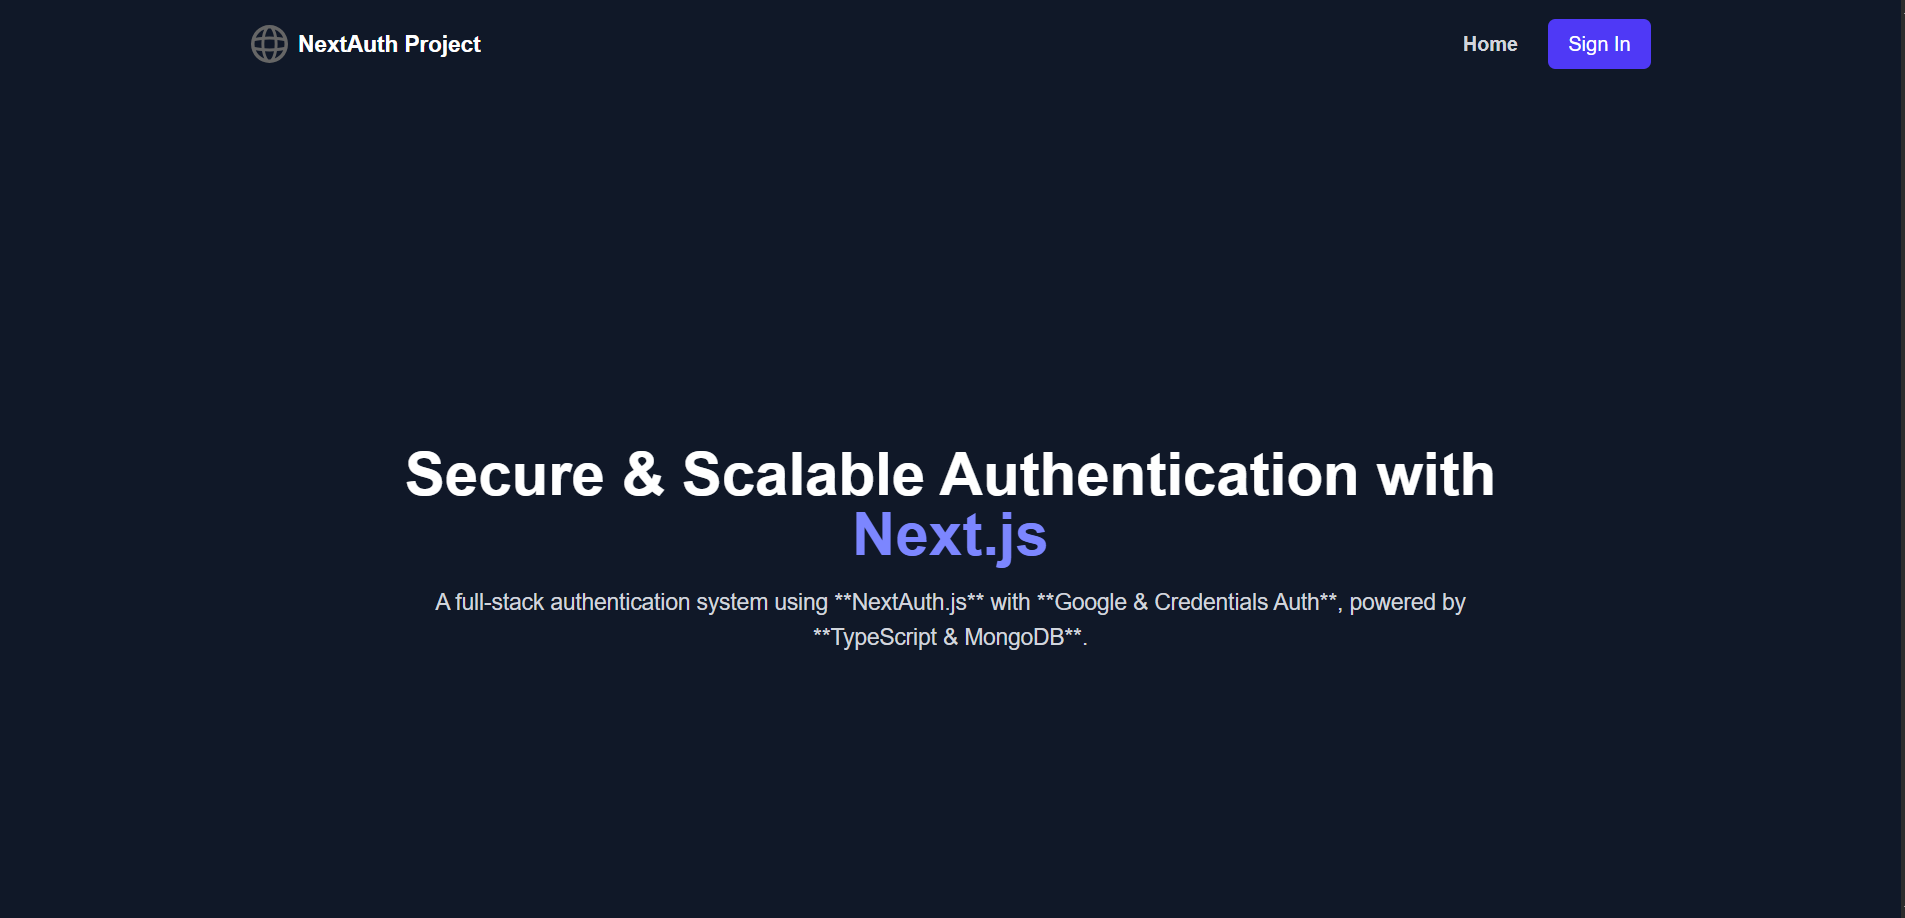 NextAuth Project
Home
Sign In
Secure & Scalable Authentication with
Next.js
A full-stack authentication system using **NextAuth.js** with **Google & Credentials Auth**, powered by
**TypeScript & MongoDB**.